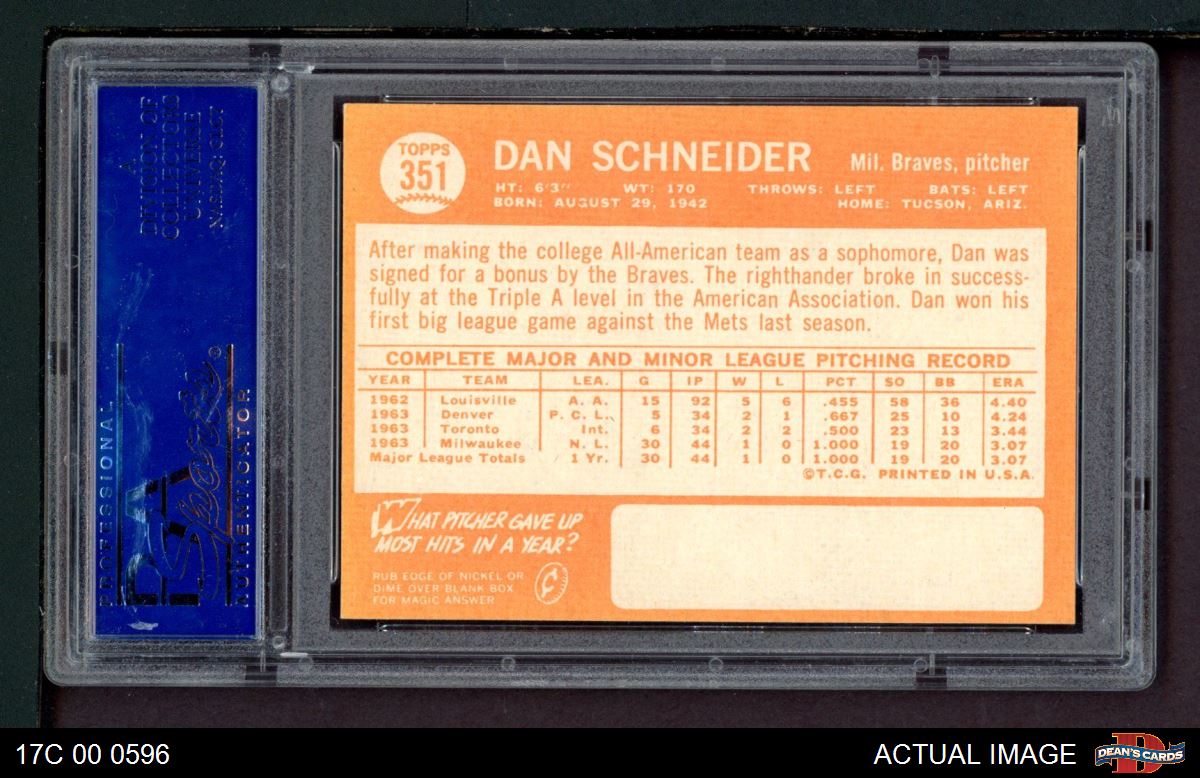 A
DIVISION OF
COLLECTORS
UNIVERSE
NASDAQ: CLCT
PROFESSIONAL
PSA
Sports®
AUTHENTICATOR
TOPPS
351
DAN SCHNEIDER Mil. Braves, pitcher
HT: 6'3" WT: 170 THROWS: LEFT BATS: LEFT
BORN: AUGUST 29, 1942 HOME: TUCSON, ARIZ.
After making the college All-American team as a sophomore, Dan was
signed for a bonus by the Braves. The righthander broke in success-
fully at the Triple A level in the American Association. Dan won his
first big league game against the Mets last season.
COMPLETE MAJOR AND MINOR LEAGUE PITCHING RECORD
YEAR TEAM LEA. G IP W L PCT SO BB ERA
1962 Louisville A. A. 15 92 5 6 .455 58 36 4.40
1963 Denver P. C. L. 5 34 2 1 .667 25 10 4.24
1963 Toronto Int. 6 34 2 2 .500 23 13 3.44
1963 Milwaukee N. L. 30 44 1 0 1.000 19 20 3.07
Major League Totals 1 Yr. 30 44 1 0 1.000 19 20 3.07
©T.C.G. PRINTED IN U.S.A.
WHAT PITCHER GAVE UP
MOST HITS IN A YEAR?
RUB EDGE OF NICKEL OR
DIME OVER BLANK BOX
FOR MAGIC ANSWER
17C 00 0596 ACTUAL IMAGE
DEAN'S CARDS